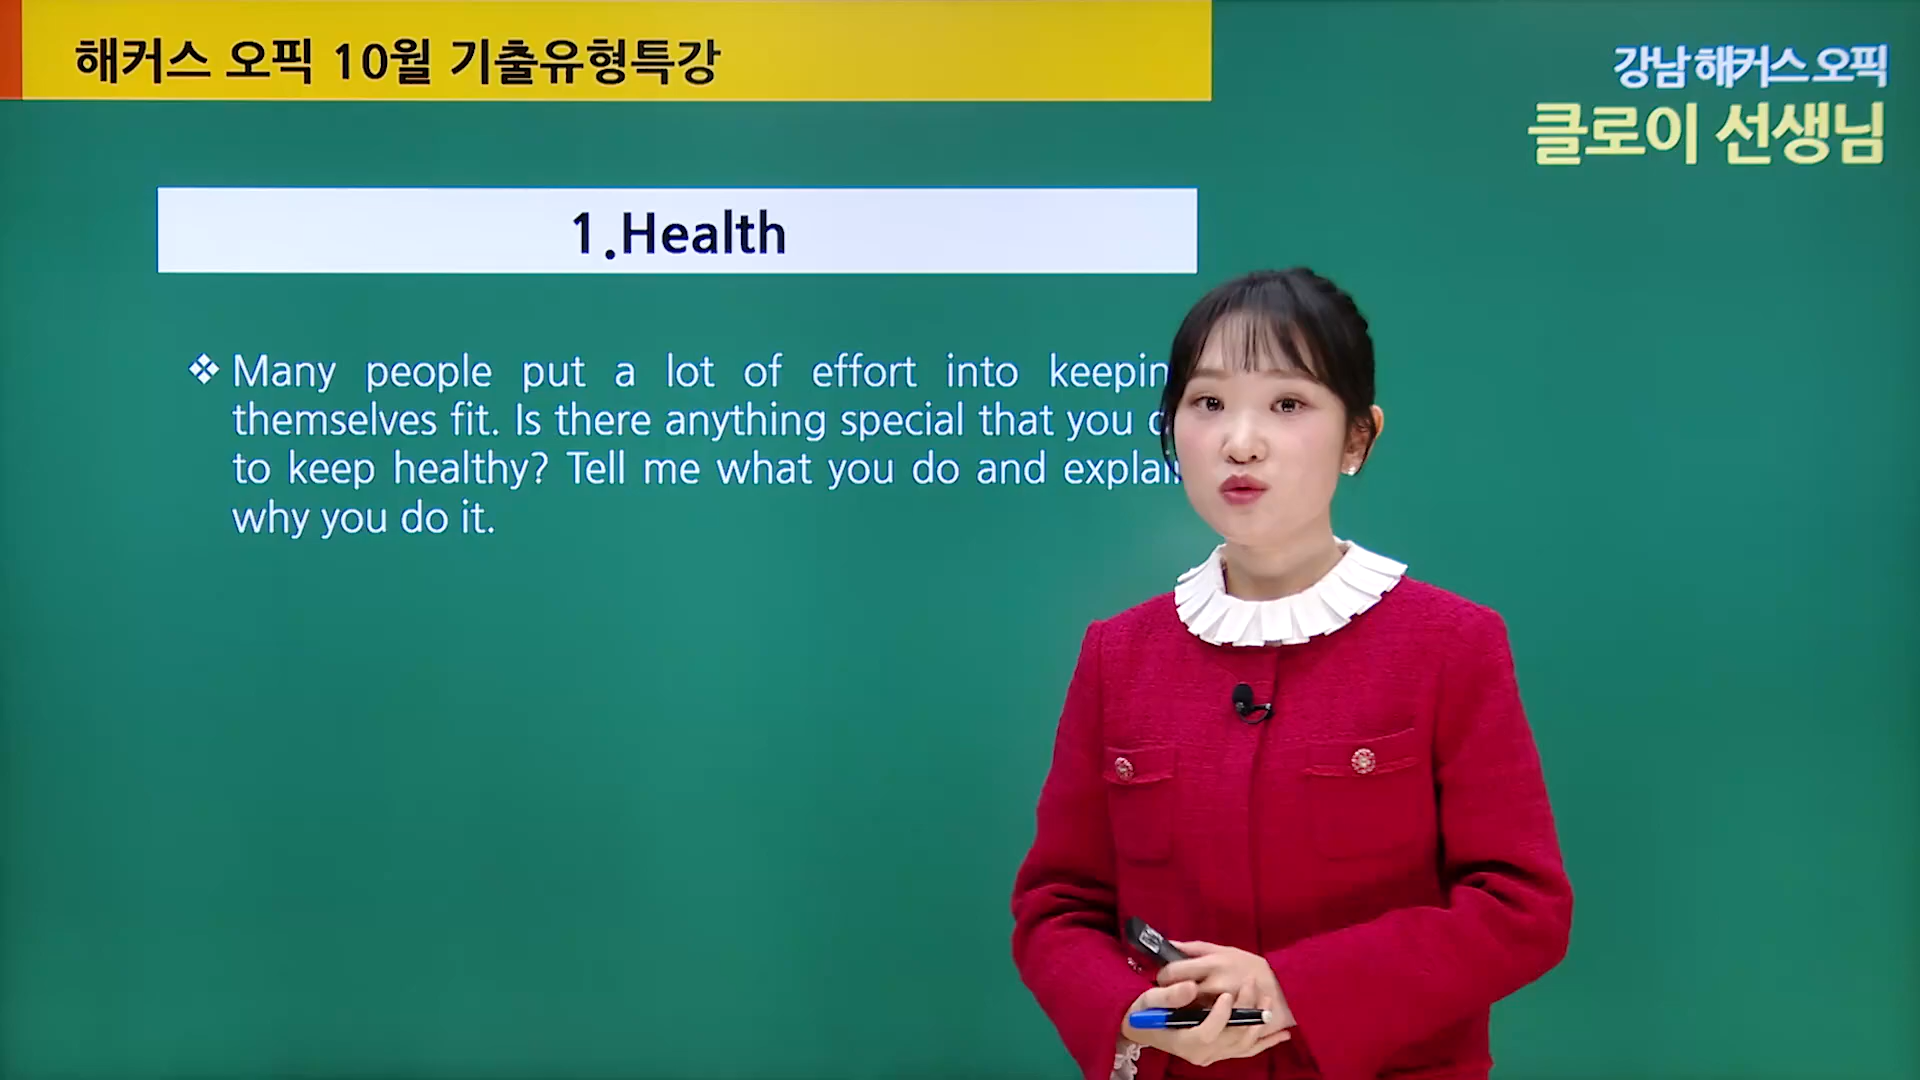 해커스 오픽 10월 기출유형특강
강남 해커스 오픽
클로이 선생님
1.Health
❖ Many people put a lot of effort into
themselves fit. Is there anything special that you
to keep healthy? Tell me what you do and
why you do it.